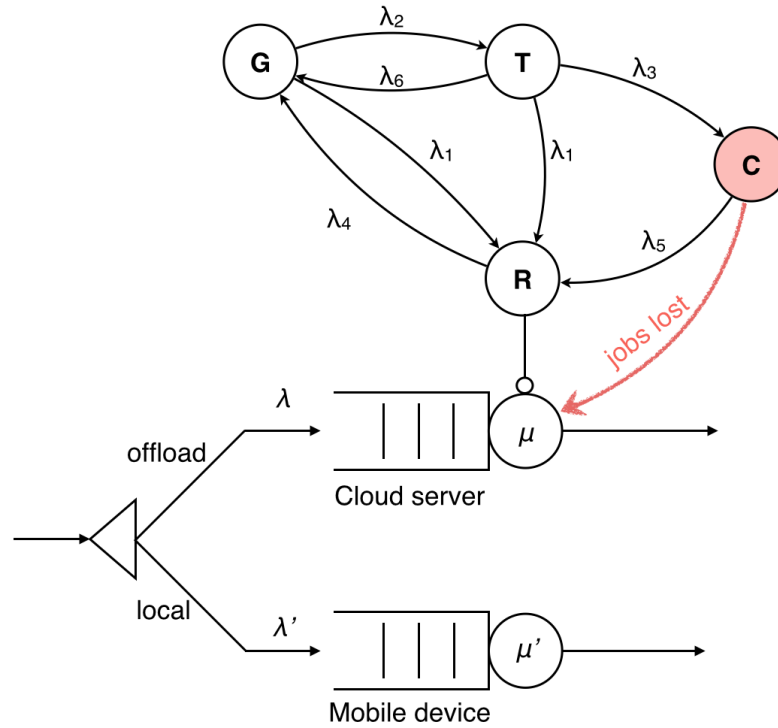 λ₂
G
T
λ₆
λ₃
λ₁
λ₁
C
λ₄
λ₅
R
jobs lost
λ
offload
μ
Cloud server
local
λ’
μ’
Mobile device